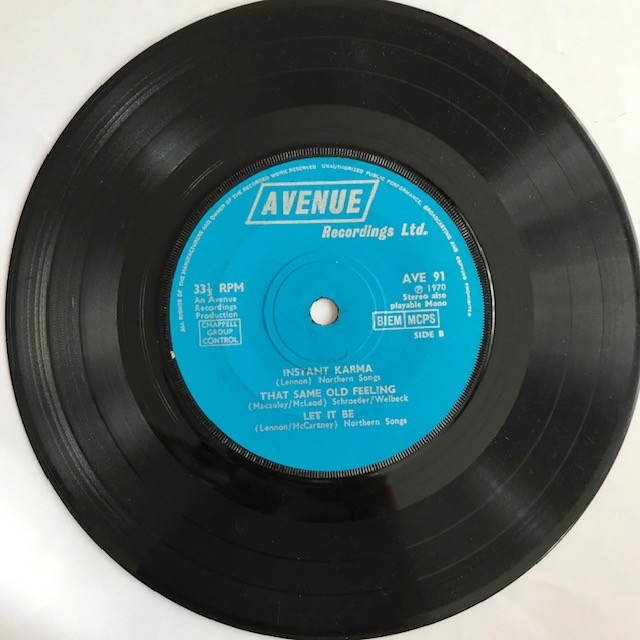 ALL RIGHTS OF THE MANUFACTURERS AND OWNER OF THE RECORDED WORK RESERVED UNAUTHORISED PUBLIC PERFORMANCE, BROADCASTING AND COPYING PROHIBITED
AVENUE
Recordings Ltd.
33⅓ RPM
An Avenue
Recordings
Production
CHAPPELL
GROUP
CONTROL
AVE 91
℗ 1970
Stereo also
playable Mono
BIEM MCPS
SIDE B
INSTANT KARMA
(Lennon) Northern Songs
THAT SAME OLD FEELING
(Macauley/McLeod) Schroeder/Welbeck
LET IT BE
(Lennon/McCartney) Northern Songs